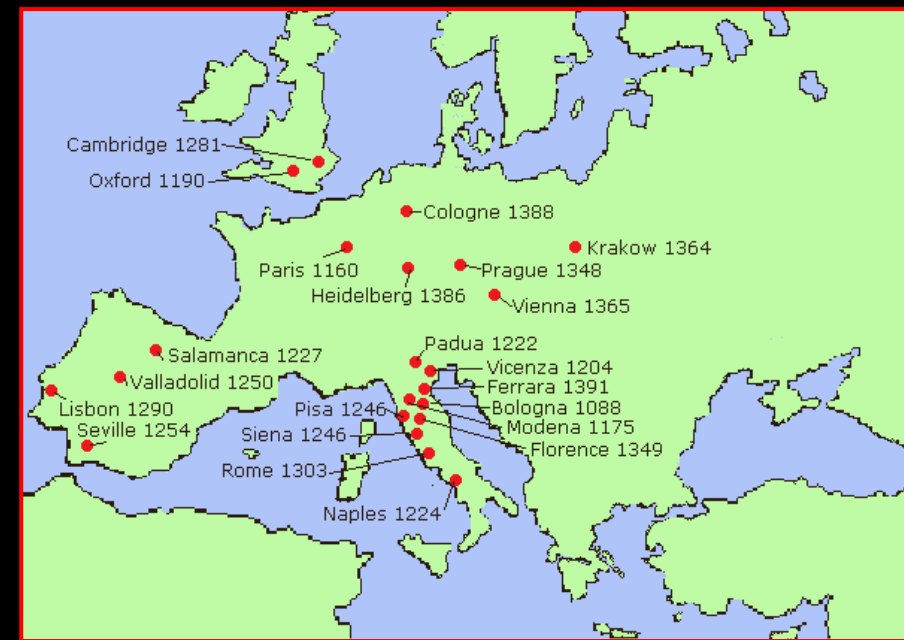 Cambridge 1281
Oxford 1190
Cologne 1388
Krakow 1364
Paris 1160
Prague 1348
Heidelberg 1386
Vienna 1365
Padua 1222
Salamanca 1227
Vicenza 1204
Valladolid 1250
Ferrara 1391
Lisbon 1290
Pisa 1246
Bologna 1088
Seville 1254
Modena 1175
Siena 1246
Florence 1349
Rome 1303
Naples 1224